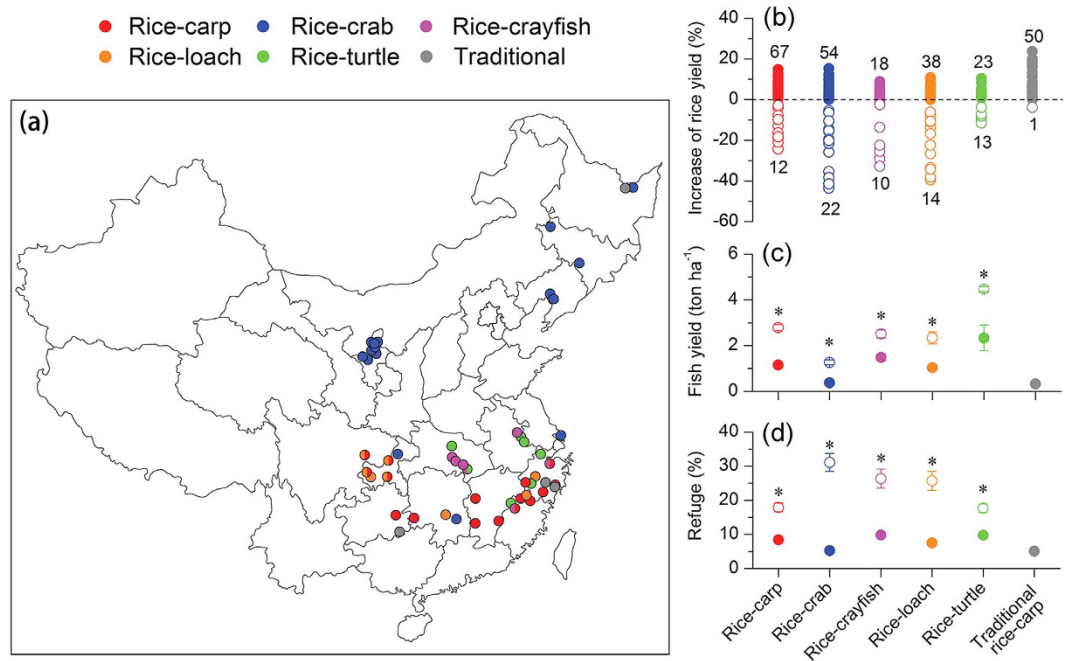 Rice-carp Rice-crab Rice-crayfish
Rice-loach Rice-turtle Traditional
(a)
(b)
Increase of rice yield (%)
40
20
0
-20
-40
-60
67 54 18 38 23 50
12 22 10 14 13 1
(c)
Fish yield (ton ha⁻¹)
6
4
2
0
* * * * *
(d)
Refuge (%)
40
30
20
10
0
* * * * *
Rice-carp
Rice-crab
Rice-crayfish
Rice-loach
Rice-turtle
Traditional
rice-carp